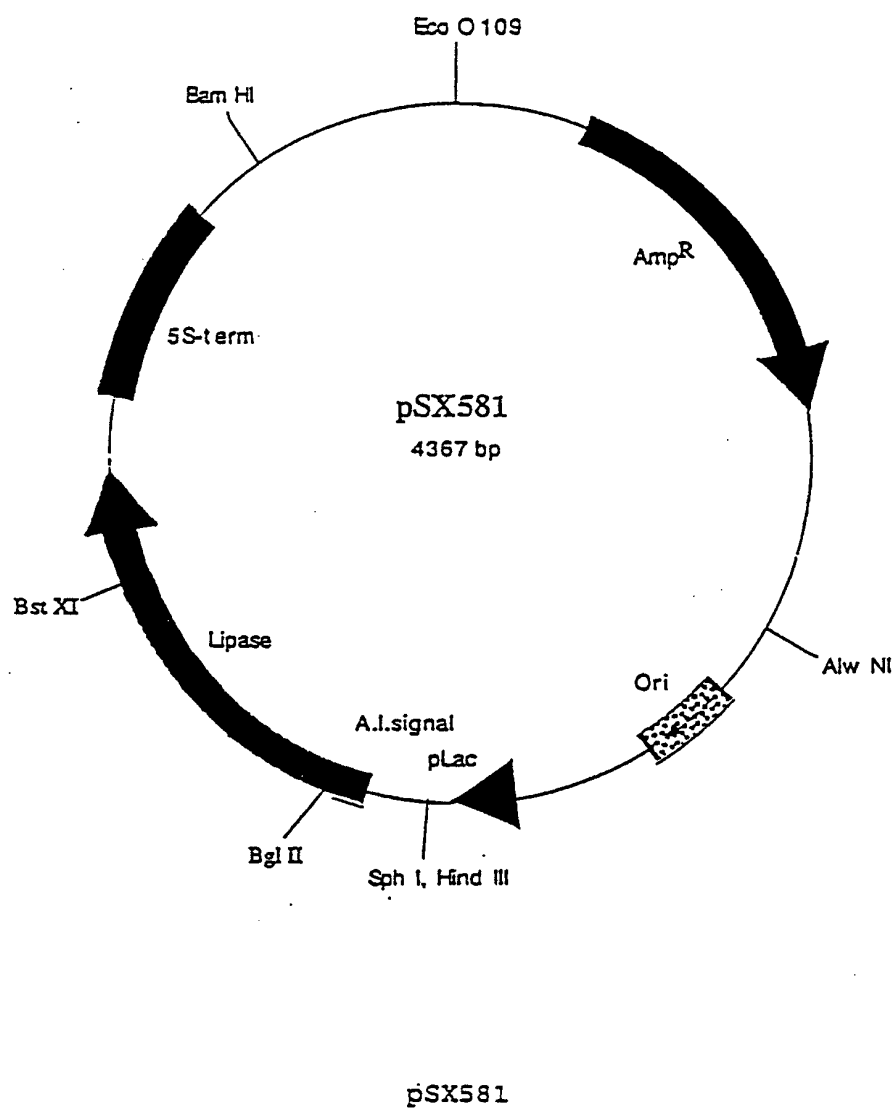 Eco O 109
Bam HI
Amp^R
5S-term
pSX581
4367 bp
Bst XI
Lipase
Alw NI
Ori
A.l.signal
pLac
Bgl II
Sph I, Hind III
pSX581